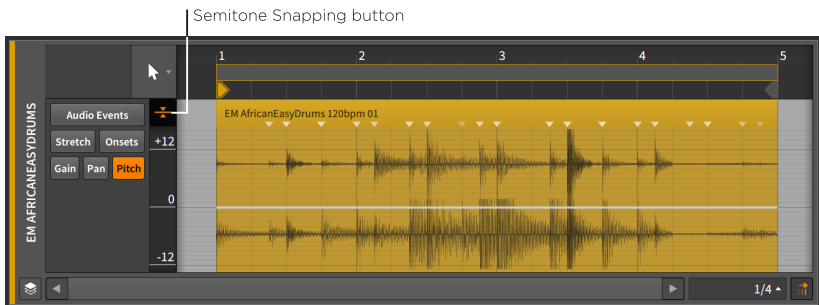 Semitone Snapping button
1 2 3 4 5
EM AFRICANEASYDRUMS
Audio Events
EM AfricanEasyDrums 120bpm 01
Stretch Onsets +12
Gain Pan Pitch
0
-12
1/4